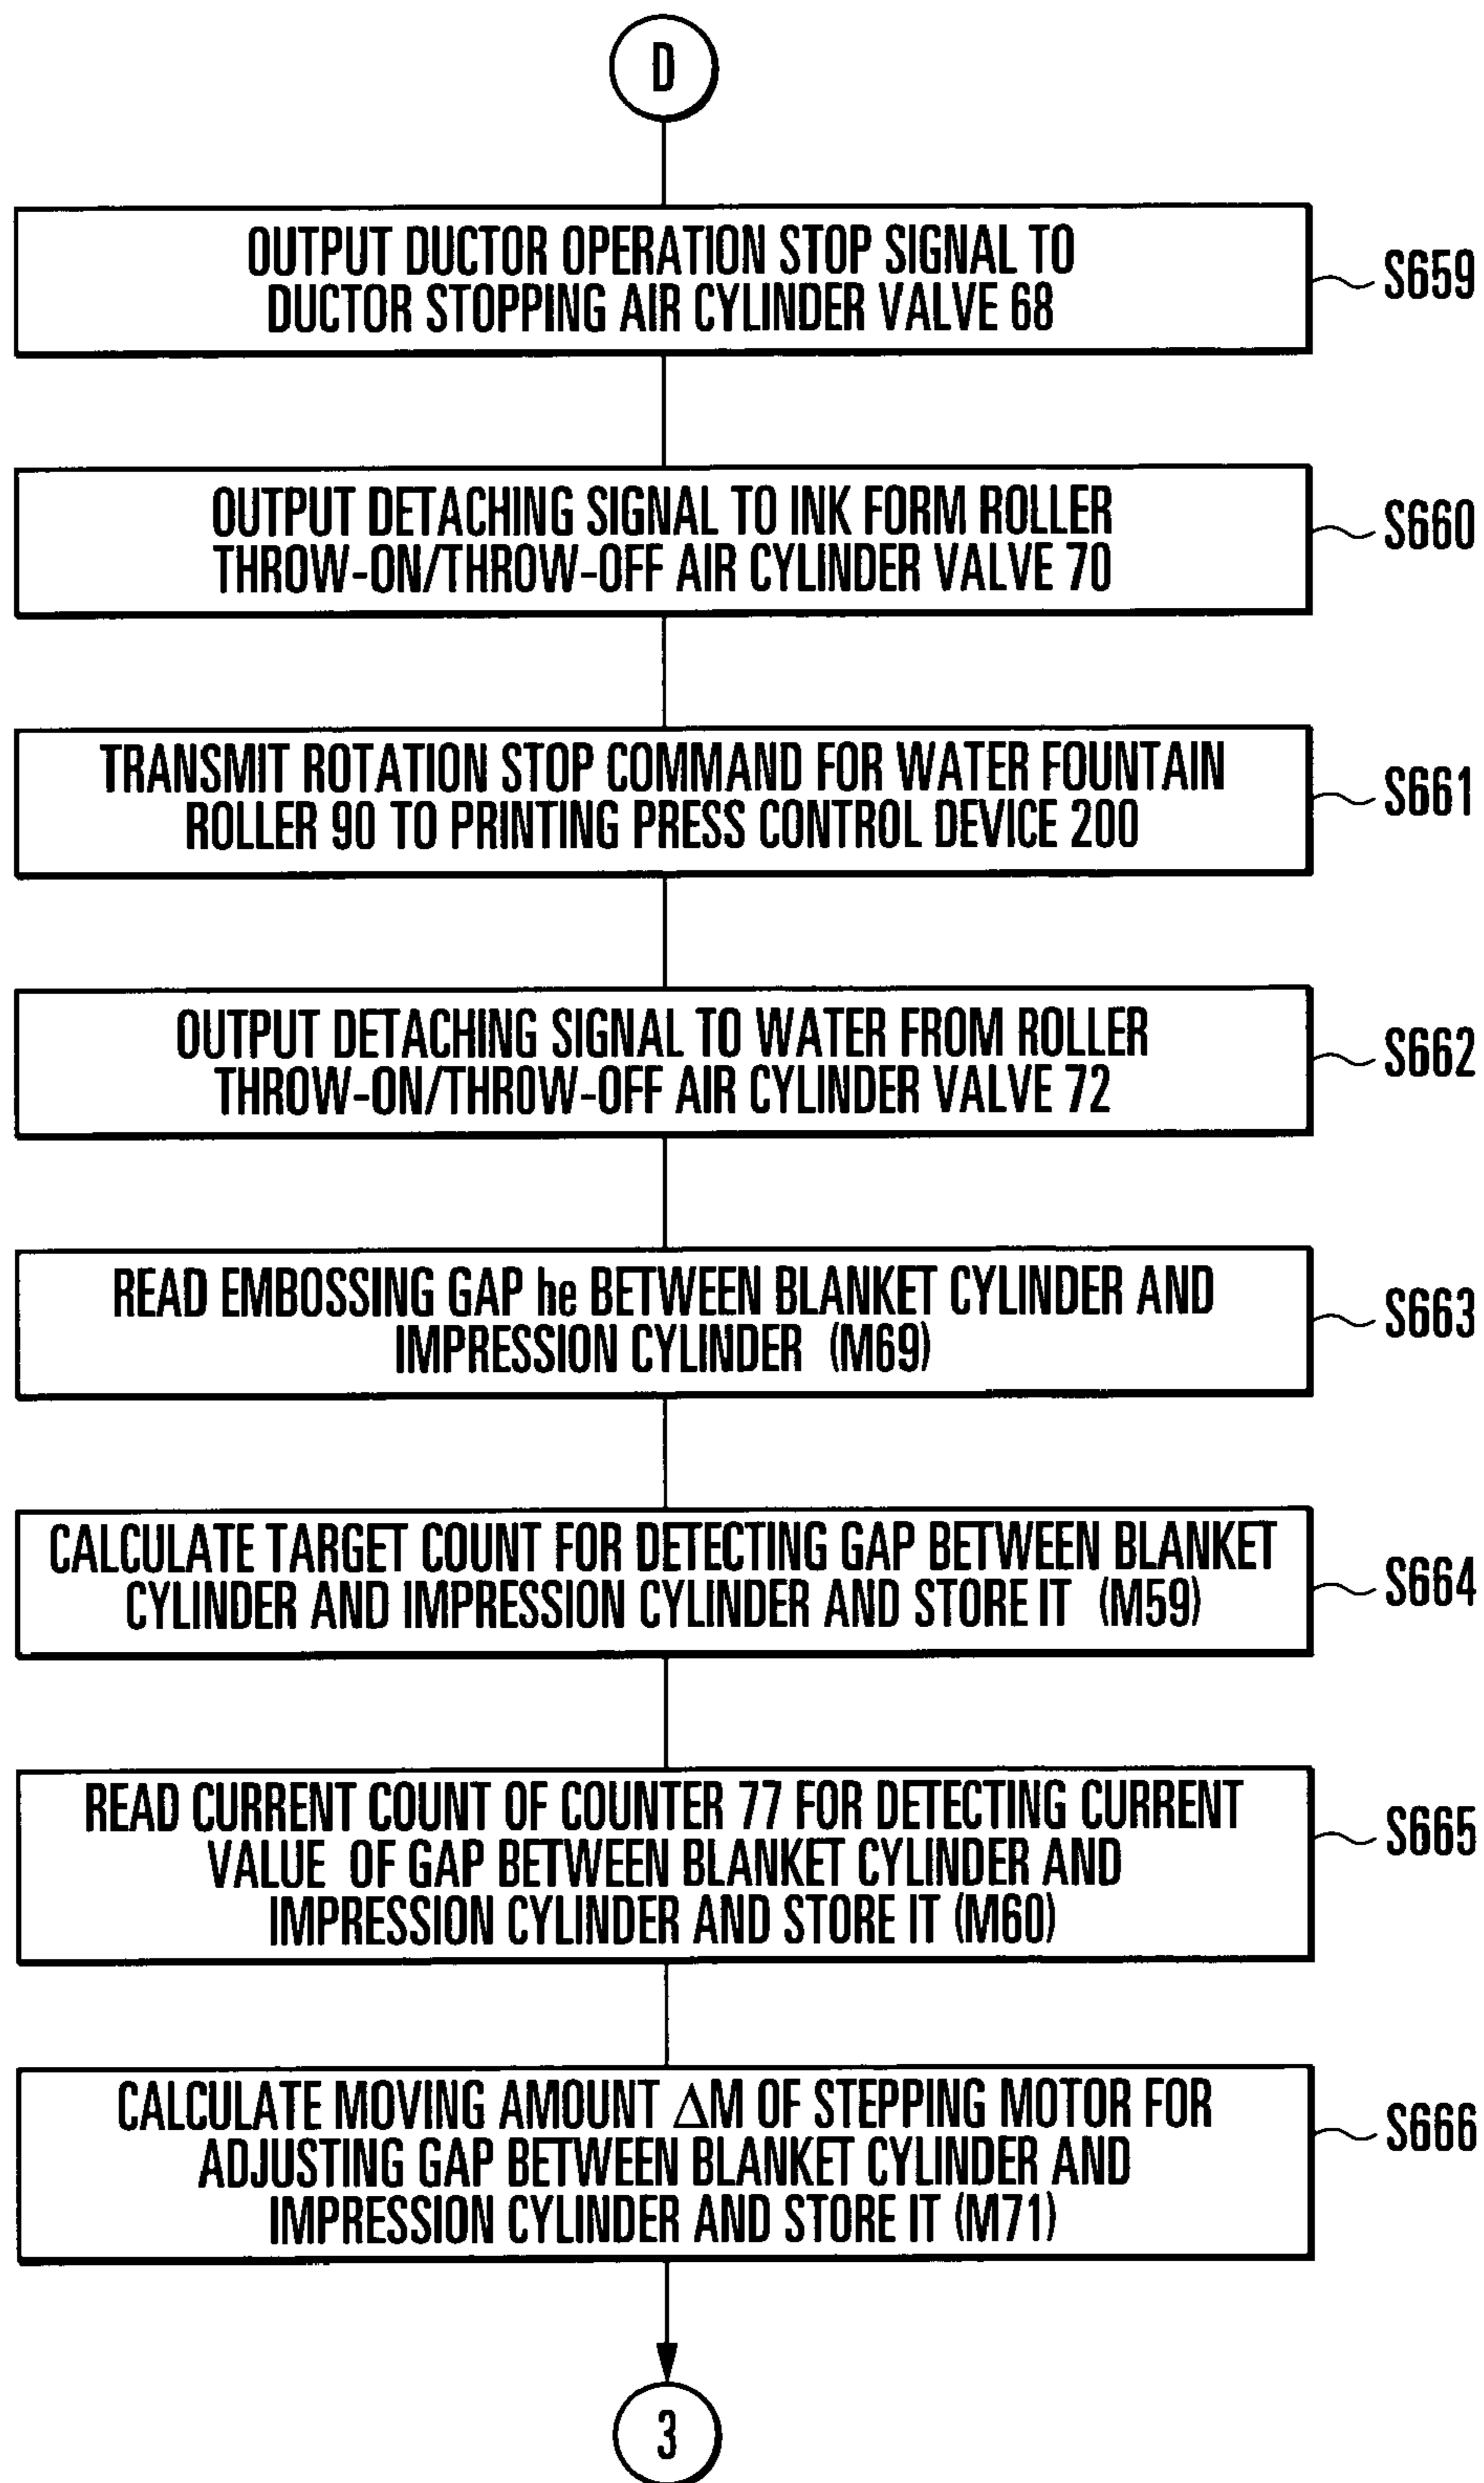 D
OUTPUT DUCTOR OPERATION STOP SIGNAL TO
DUCTOR STOPPING AIR CYLINDER VALVE 68
S659
OUTPUT DETACHING SIGNAL TO INK FORM ROLLER
THROW-ON/THROW-OFF AIR CYLINDER VALVE 70
S660
TRANSMIT ROTATION STOP COMMAND FOR WATER FOUNTAIN
ROLLER 90 TO PRINTING PRESS CONTROL DEVICE 200
S661
OUTPUT DETACHING SIGNAL TO WATER FROM ROLLER
THROW-ON/THROW-OFF AIR CYLINDER VALVE 72
S662
READ EMBOSSING GAP he BETWEEN BLANKET CYLINDER AND
IMPRESSION CYLINDER (M69)
S663
CALCULATE TARGET COUNT FOR DETECTING GAP BETWEEN BLANKET
CYLINDER AND IMPRESSION CYLINDER AND STORE IT (M59)
S664
READ CURRENT COUNT OF COUNTER 77 FOR DETECTING CURRENT
VALUE OF GAP BETWEEN BLANKET CYLINDER AND
IMPRESSION CYLINDER AND STORE IT (M60)
S665
CALCULATE MOVING AMOUNT ΔM OF STEPPING MOTOR FOR
ADJUSTING GAP BETWEEN BLANKET CYLINDER AND
IMPRESSION CYLINDER AND STORE IT (M71)
S666
3